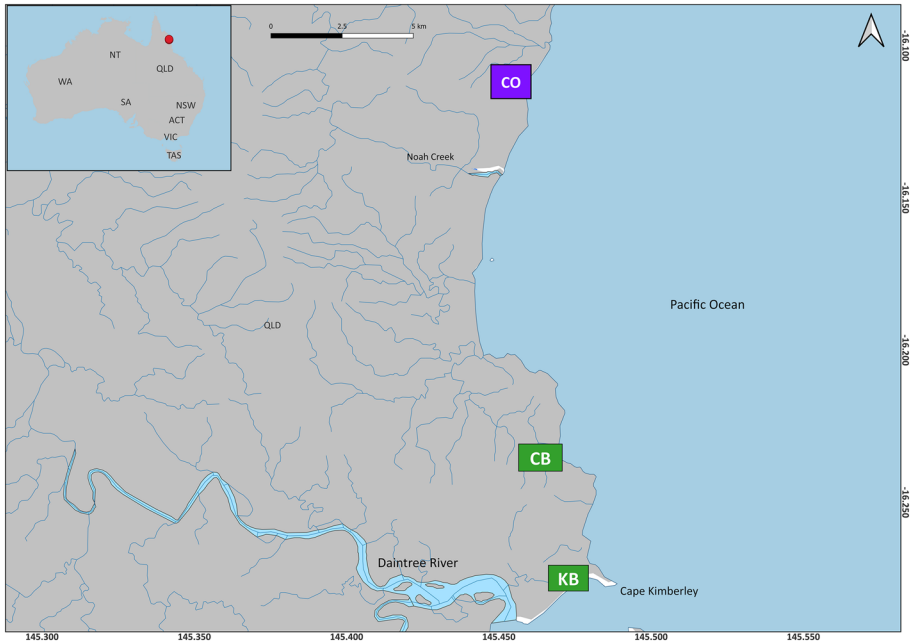 NT
QLD
WA
SA
NSW
ACT
VIC
TAS
0 2.5 5 km
CO
Noah Creek
Pacific Ocean
QLD
CB
Daintree River
KB
Cape Kimberley
-16.100
-16.150
-16.200
-16.250
145.300 145.350 145.400 145.450 145.500 145.550